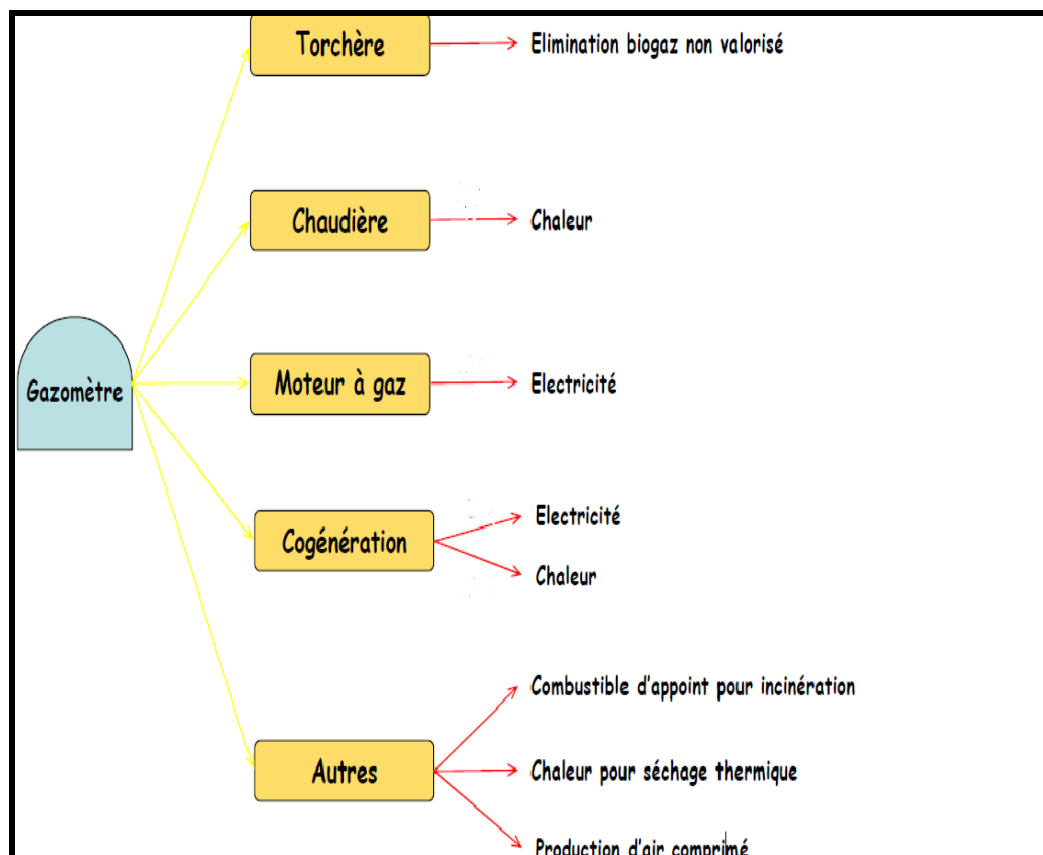 Torchère
Elimination biogaz non valorisé
Chaudière
Chaleur
Gazomètre
Moteur à gaz
Electricité
Cogénération
Electricité
Chaleur
Autres
Combustible d'appoint pour incinération
Chaleur pour séchage thermique
Production d'air comprimé